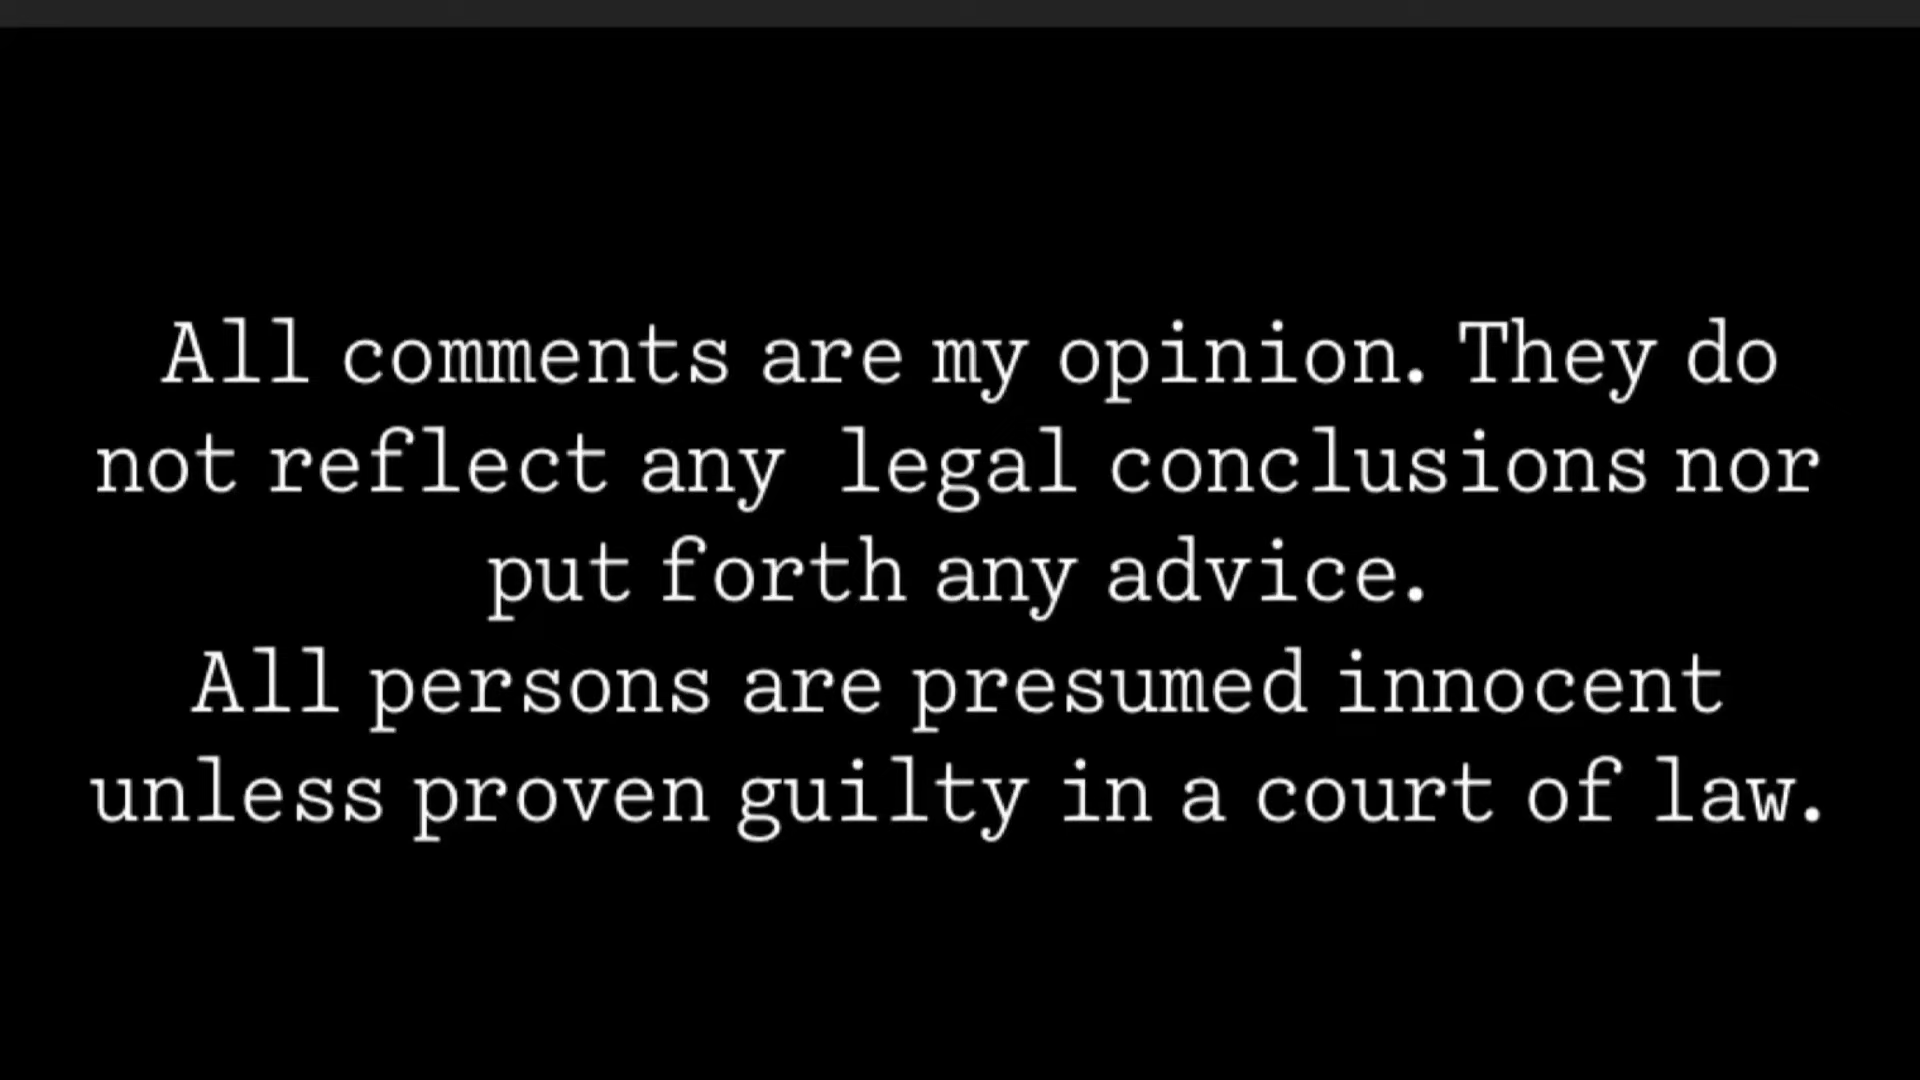 All comments are my opinion. They do
not reflect any  legal conclusions nor
put forth any advice.
All persons are presumed innocent
unless proven guilty in a court of law.